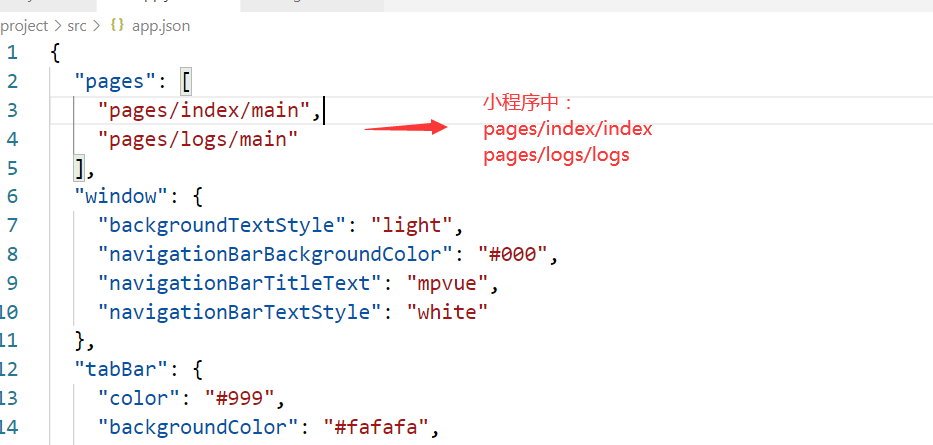 project > src > {} app.json
1 {
2 "pages": [
3 "pages/index/main",
4 "pages/logs/main"
5 ],
6 "window": {
7 "backgroundTextStyle": "light",
8 "navigationBarBackgroundColor": "#000",
9 "navigationBarTitleText": "mpvue",
10 "navigationBarTextStyle": "white"
11 },
12 "tabBar": {
13 "color": "#999",
14 "backgroundColor": "#fafafa",
小程序中：
pages/index/index
pages/logs/logs